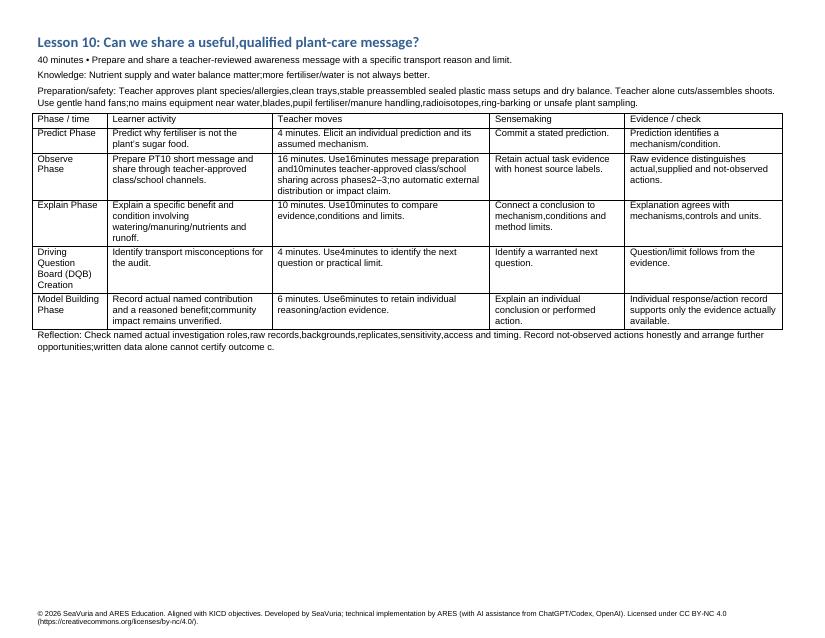 Lesson 10: Can we share a useful,qualified plant-care message?
40 minutes • Prepare and share a teacher-reviewed awareness message with a specific transport reason and limit.
Knowledge: Nutrient supply and water balance matter;more fertiliser/water is not always better.
Preparation/safety: Teacher approves plant species/allergies,clean trays,stable preassembled sealed plastic mass setups and dry balance. Teacher alone cuts/assembles shoots.
Use gentle hand fans;no mains equipment near water,blades,pupil fertiliser/manure handling,radioisotopes,ring-barking or unsafe plant sampling.
Phase / time
Learner activity
Teacher moves
Sensemaking
Evidence / check
Predict Phase
Predict why fertiliser is not the
plant's sugar food.
4 minutes. Elicit an individual prediction and its
assumed mechanism.
Commit a stated prediction.
Prediction identifies a
mechanism/condition.
Observe
Phase
Prepare PT10 short message and
share through teacher-approved
class/school channels.
16 minutes. Use16minutes message preparation
and10minutes teacher-approved class/school
sharing across phases2–3;no automatic external
distribution or impact claim.
Retain actual task evidence
with honest source labels.
Raw evidence distinguishes
actual,supplied and not-observed
actions.
Explain Phase
Explain a specific benefit and
condition involving
watering/manuring/nutrients and
runoff.
10 minutes. Use10minutes to compare
evidence,conditions and limits.
Connect a conclusion to
mechanism,conditions and
method limits.
Explanation agrees with
mechanisms,controls and units.
Driving
Question
Board (DQB)
Creation
Identify transport misconceptions for
the audit.
4 minutes. Use4minutes to identify the next
question or practical limit.
Identify a warranted next
question.
Question/limit follows from the
evidence.
Model Building
Phase
Record actual named contribution
and a reasoned benefit;community
impact remains unverified.
6 minutes. Use6minutes to retain individual
reasoning/action evidence.
Explain an individual
conclusion or performed
action.
Individual response/action record
supports only the evidence actually
available.
Reflection: Check named actual investigation roles,raw records,backgrounds,replicates,sensitivity,access and timing. Record not-observed actions honestly and arrange further
opportunities;written data alone cannot certify outcome c.
© 2026 SeaVuria and ARES Education. Aligned with KICD objectives. Developed by SeaVuria; technical implementation by ARES (with AI assistance from ChatGPT/Codex, OpenAI). Licensed under CC BY-NC 4.0
(https://creativecommons.org/licenses/by-nc/4.0/).